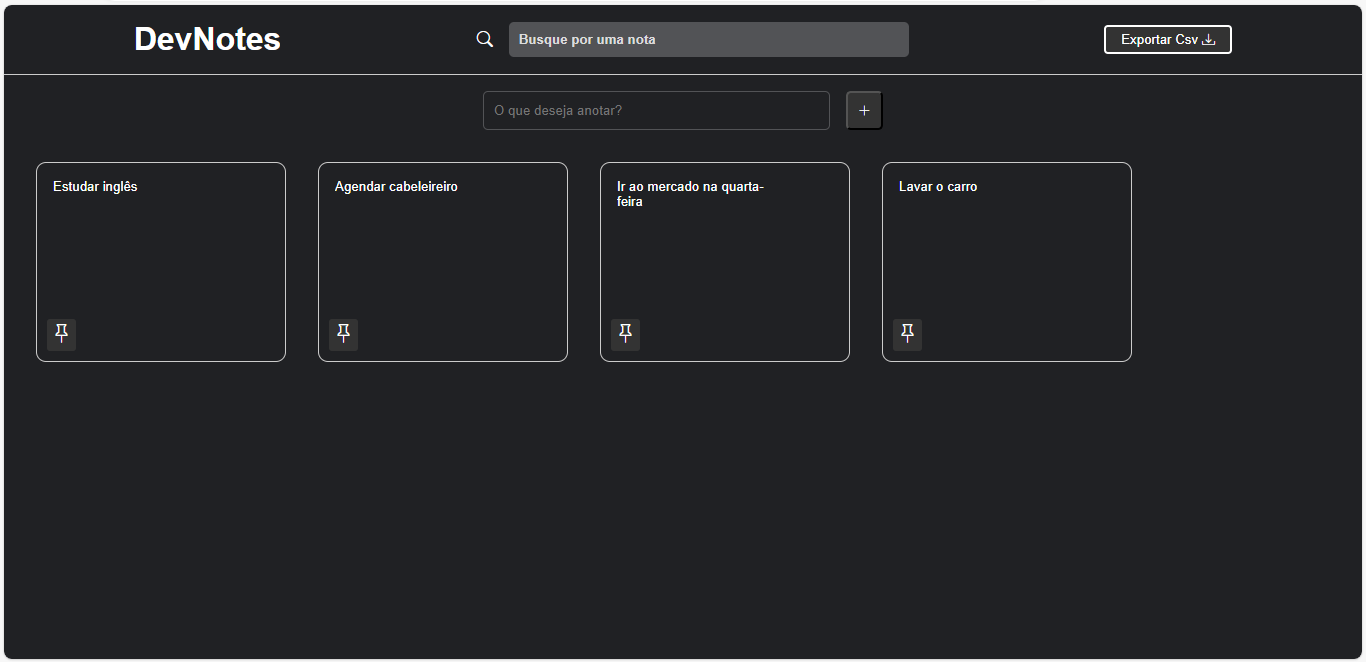 DevNotes
Busque por uma nota
Exportar Csv
O que deseja anotar?
+
Estudar inglês
Agendar cabeleireiro
Ir ao mercado na quarta-
feira
Lavar o carro